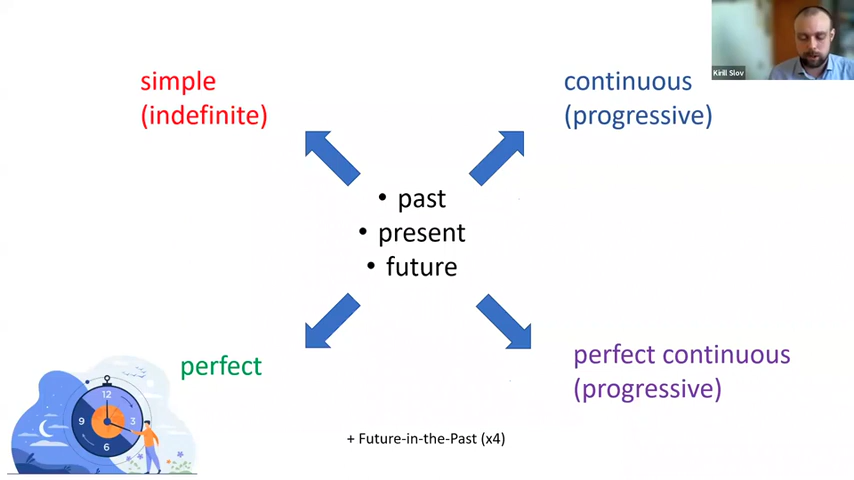 Kirill Slov
simple
(indefinite)
continuous
(progressive)
• past
• present
• future
perfect
perfect continuous
(progressive)
12
3
6
9
+ Future-in-the-Past (x4)